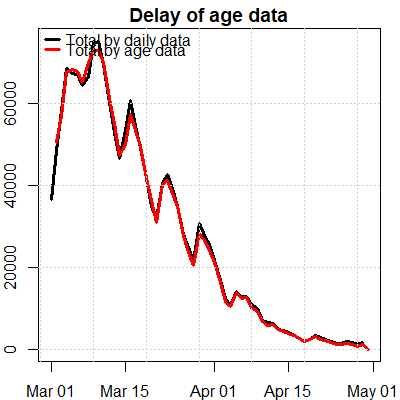 Delay of age data
Total by daily data
Total by age data
60000
40000
20000
0
Mar 01 Mar 15 Apr 01 Apr 15 May 01